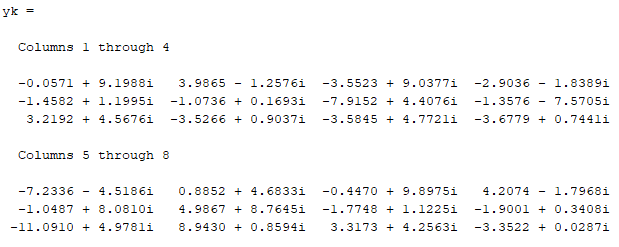 yk =
Columns 1 through 4
-0.0571 + 9.1988i 3.9865 - 1.2576i -3.5523 + 9.0377i -2.9036 - 1.8389i
-1.4582 + 1.1995i -1.0736 + 0.1693i -7.9152 + 4.4076i -1.3576 - 7.5705i
3.2192 + 4.5676i -3.5266 + 0.9037i -3.5845 + 4.7721i -3.6779 + 0.7441i
Columns 5 through 8
-7.2336 - 4.5186i 0.8852 + 4.6833i -0.4470 + 9.8975i 4.2074 - 1.7968i
-1.0487 + 8.0810i 4.9867 + 8.7645i -1.7748 + 1.1225i -1.9001 + 0.3408i
-11.0910 + 4.9781i 8.9430 + 0.8594i 3.3173 + 4.2563i -3.3522 + 0.0287i